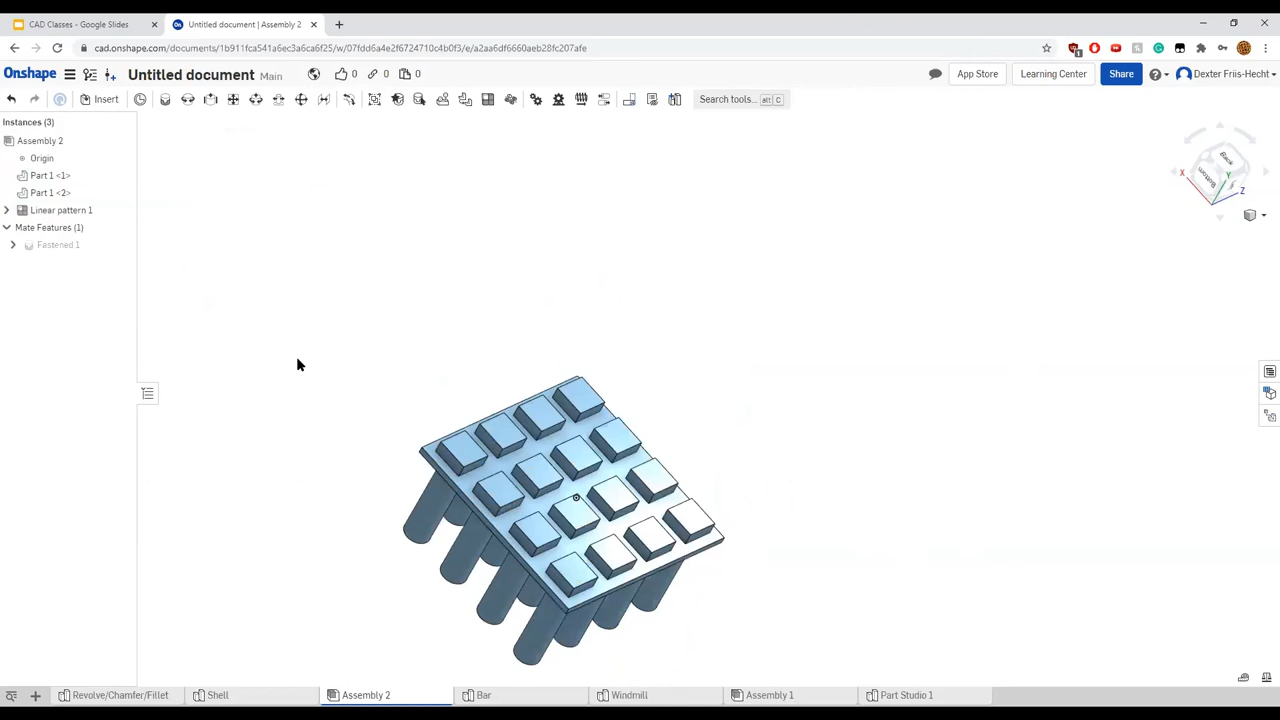 CAD Classes - Google Slides
Untitled document | Assembly 2
cad.onshape.com/documents/1b911fca541a6ec3a6ca6f25/w/07fdd6a4e2f6724710c4b0f3/e/a2aa6df6660aeb28fc207afe
Onshape
Untitled document
Main
0
0
0
App Store
Learning Center
Share
Dexter Friis-Hecht
Insert
Search tools...
alt
C
Instances (3)
Assembly 2
Origin
Part 1 <1>
Part 1 <2>
Linear pattern 1
Mate Features (1)
Fastened 1
Back
Bottom
X
Y
Z
Revolve/Chamfer/Fillet
Shell
Assembly 2
Bar
Windmill
Assembly 1
Part Studio 1